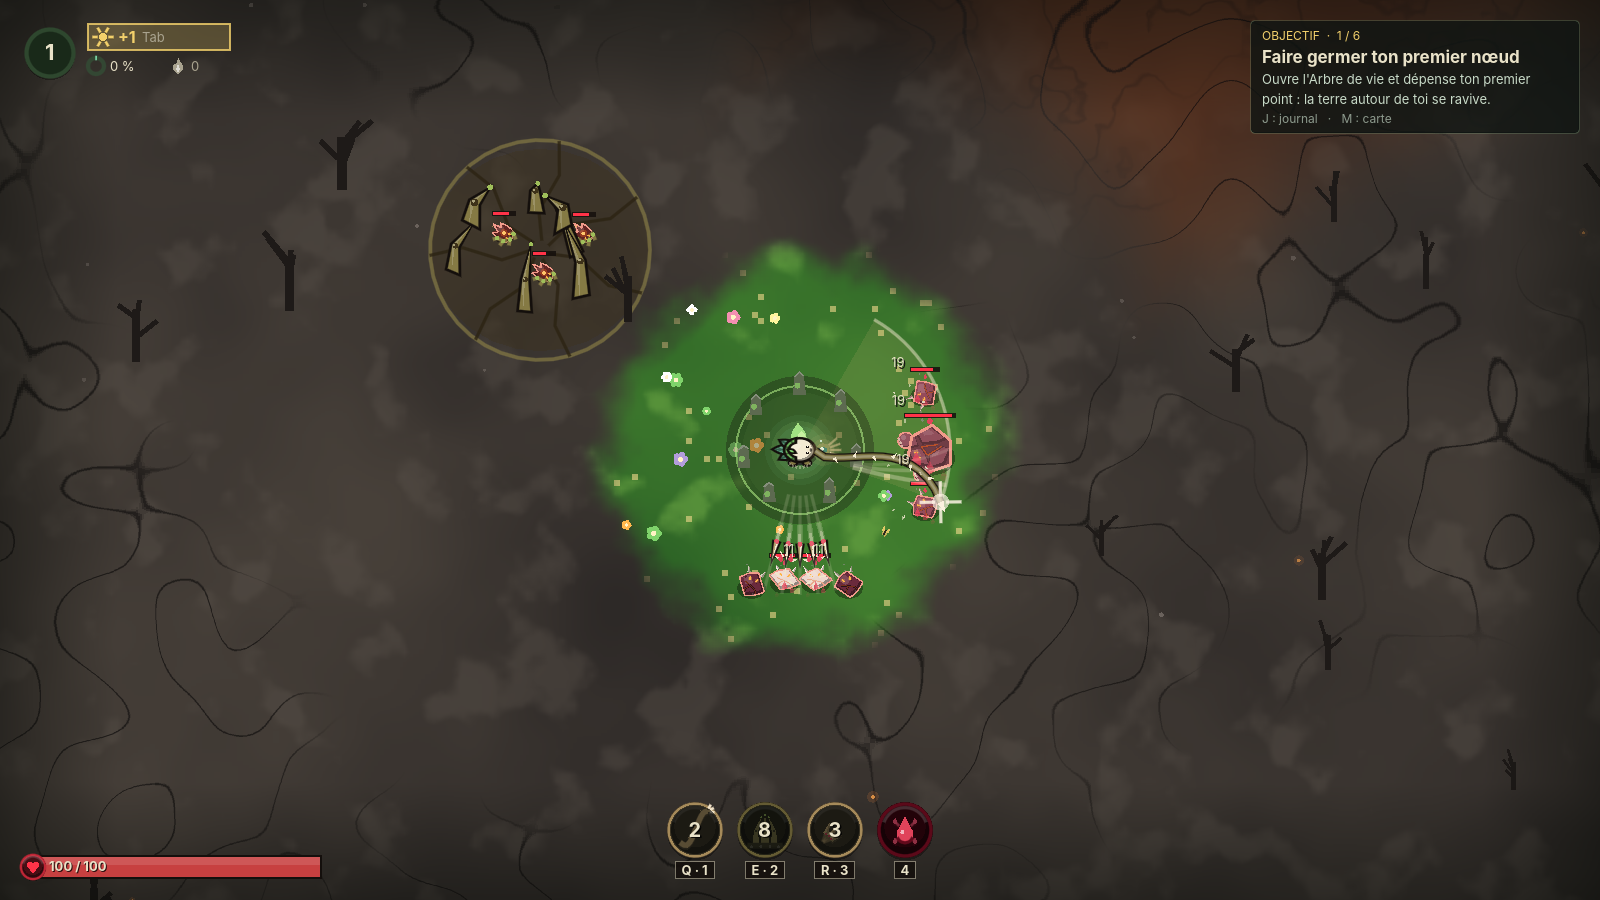 1
+1 Tab
0 %
0
OBJECTIF · 1 / 6
Faire germer ton premier nœud
Ouvre l'Arbre de vie et dépense ton premier
point : la terre autour de toi se ravive.
J : journal · M : carte
19
19
19
11
11
2
8
3
Q · 1
E · 2
R · 3
4
100 / 100